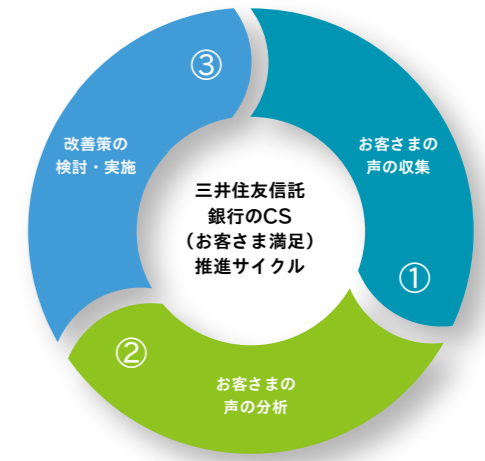 三井住友信託
銀行のCS
（お客さま満足）
推進サイクル
お客さまの
声の収集
①
②
お客さまの
声の分析
③
改善策の
検討・実施